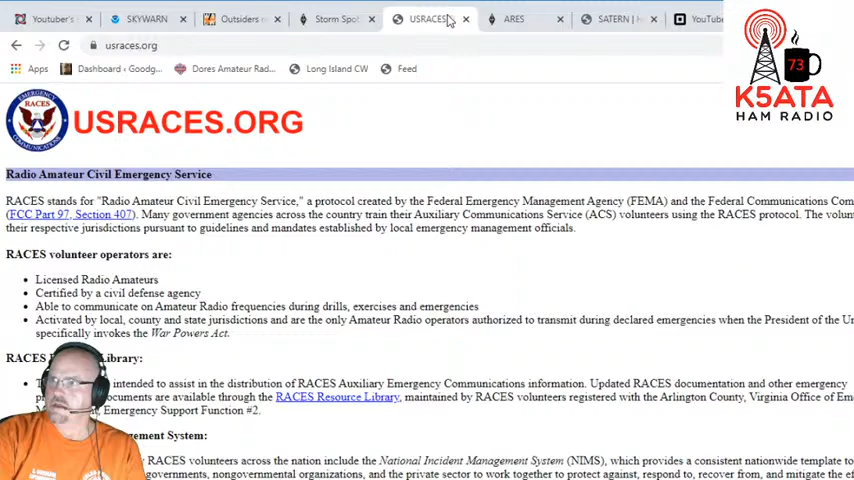 Youtuber's
SKYWARN
Outsiders o
Storm Spot
USRACES
ARES
SATERN | H
YouTube
usraces.org
Apps
Dashboard ‹ Goodg...
Dores Amateur Rad...
Long Island CW
Feed
73
K5ATA
HAM RADIO
RACES
USRACES.ORG
Radio Amateur Civil Emergency Service
RACES stands for "Radio Amateur Civil Emergency Service," a protocol created by the Federal Emergency Management Agency (FEMA) and the Federal Communications Com
(FCC Part 97, Section 407). Many government agencies across the country train their Auxiliary Communications Service (ACS) volunteers using the RACES protocol. The volun
their respective jurisdictions pursuant to guidelines and mandates established by local emergency management officials.
RACES volunteer operators are:
Licensed Radio Amateurs
Certified by a civil defense agency
Able to communicate on Amateur Radio frequencies during drills, exercises and emergencies
Activated by local, county and state jurisdictions and are the only Amateur Radio operators authorized to transmit during declared emergencies when the President of the Un
specifically invokes the War Powers Act.
RACES Library:
intended to assist in the distribution of RACES Auxiliary Emergency Communications information. Updated RACES documentation and other emergency
documents are available through the RACES Resource Library, maintained by RACES volunteers registered with the Arlington County, Virginia Office of Eme
Emergency Support Function #2.
agement System:
RACES volunteers across the nation include the National Incident Management System (NIMS), which provides a consistent nationwide template to
governments, nongovernmental organizations, and the private sector to work together to protect against, respond to, recover from, and mitigate the eff